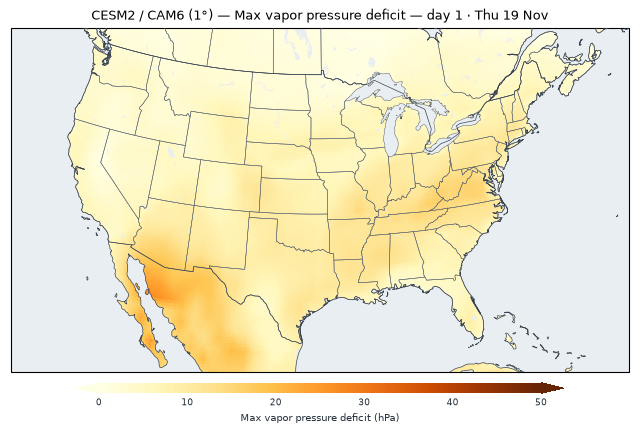 CESM2 / CAM6 (1°) — Max vapor pressure deficit — day 1 · Thu 19 Nov
0 10 20 30 40 50
Max vapor pressure deficit (hPa)